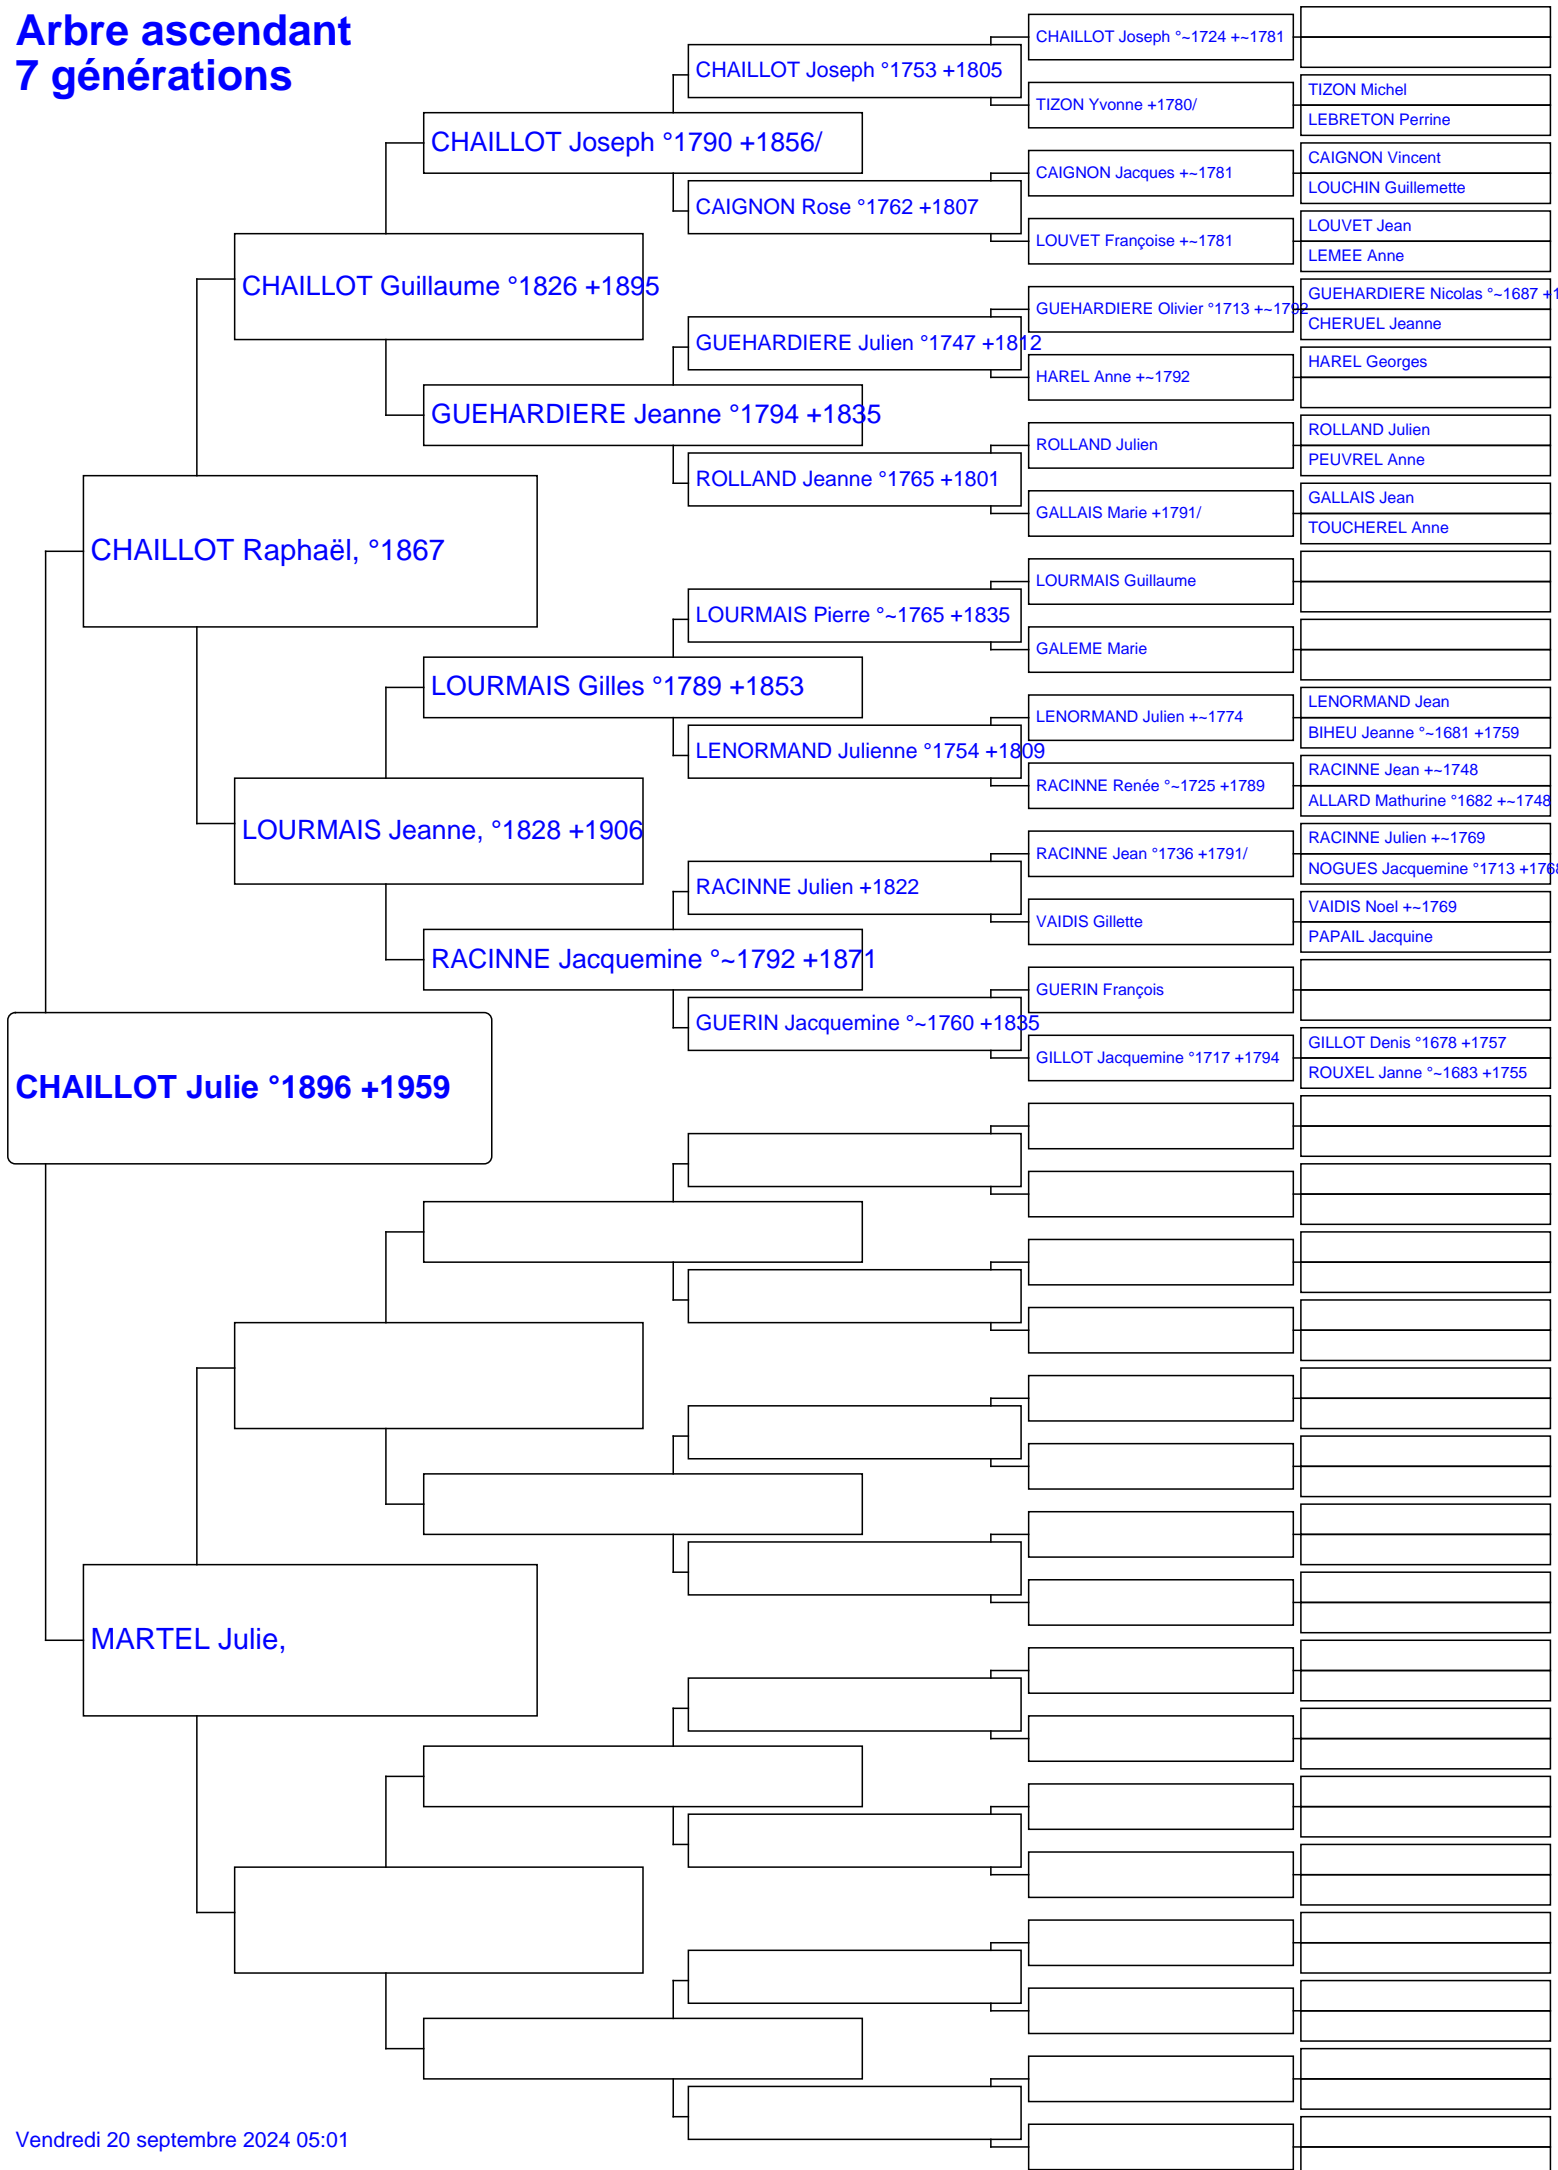 Arbre ascendant
7 générations
CHAILLOT Joseph °~1724 +~1781
CHAILLOT Joseph °1753 +1805
TIZON Michel
TIZON Yvonne +1780/
LEBRETON Perrine
CHAILLOT Joseph °1790 +1856/
CAIGNON Vincent
CAIGNON Jacques +~1781
LOUCHIN Guillemette
CAIGNON Rose °1762 +1807
LOUVET Jean
LOUVET Françoise +~1781
LEMEE Anne
CHAILLOT Guillaume °1826 +1895
GUEHARDIERE Nicolas °~1687 +1
GUEHARDIERE Olivier °1713 +~1792
CHERUEL Jeanne
GUEHARDIERE Julien °1747 +1812
HAREL Georges
HAREL Anne +~1792
GUEHARDIERE Jeanne °1794 +1835
ROLLAND Julien
ROLLAND Julien
PEUVREL Anne
ROLLAND Jeanne °1765 +1801
GALLAIS Jean
GALLAIS Marie +1791/
TOUCHEREL Anne
CHAILLOT Raphaël, °1867
LOURMAIS Guillaume
LOURMAIS Pierre °~1765 +1835
GALEME Marie
LOURMAIS Gilles °1789 +1853
LENORMAND Jean
LENORMAND Julien +~1774
BIHEU Jeanne °~1681 +1759
LENORMAND Julienne °1754 +1809
RACINNE Jean +~1748
RACINNE Renée °~1725 +1789
ALLARD Mathurine °1682 +~1748
LOURMAIS Jeanne, °1828 +1906
RACINNE Julien +~1769
RACINNE Jean °1736 +1791/
NOGUES Jacquemine °1713 +1768
RACINNE Julien +1822
VAIDIS Noel +~1769
VAIDIS Gillette
PAPAIL Jacquine
RACINNE Jacquemine °~1792 +1871
GUERIN François
GUERIN Jacquemine °~1760 +1835
GILLOT Denis °1678 +1757
GILLOT Jacquemine °1717 +1794
ROUXEL Janne °~1683 +1755
CHAILLOT Julie °1896 +1959
MARTEL Julie,
Vendredi 20 septembre 2024 05:01